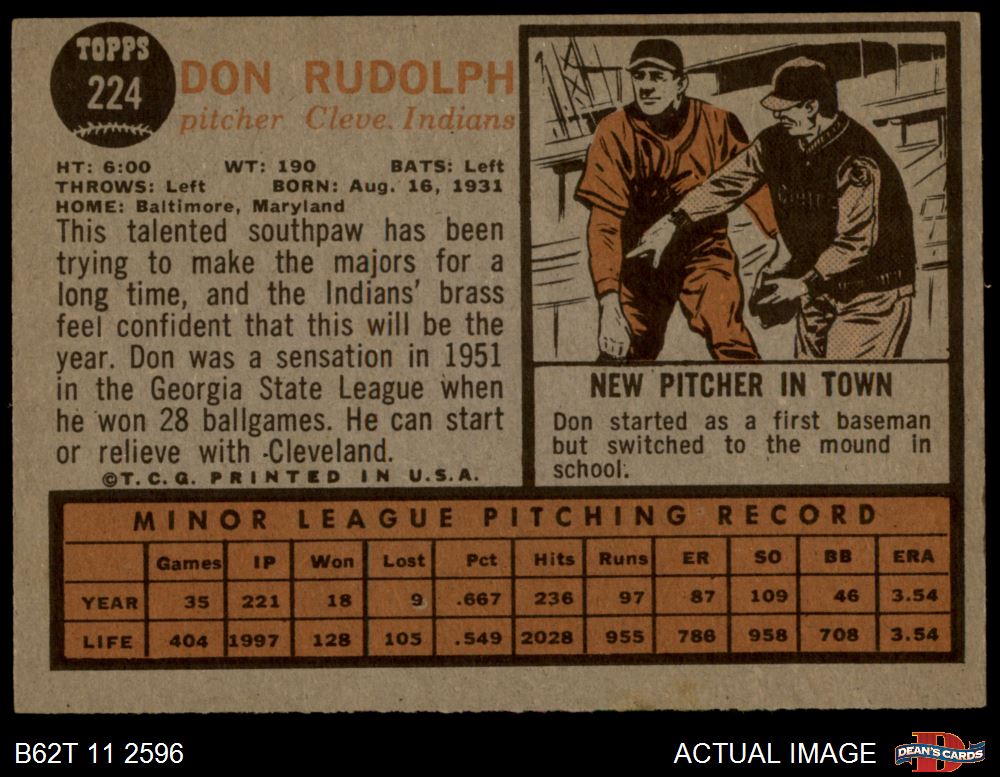 TOPPS
224
DON RUDOLPH
pitcher Cleve. Indians
HT: 6:00 WT: 190 BATS: Left
THROWS: Left BORN: Aug. 16, 1931
HOME: Baltimore, Maryland
This talented southpaw has been
trying to make the majors for a
long time, and the Indians' brass
feel confident that this will be the
year. Don was a sensation in 1951
in the Georgia State League when
he won 28 ballgames. He can start
or relieve with Cleveland.
©T.C.G. PRINTED IN U.S.A.
NEW PITCHER IN TOWN
Don started as a first baseman
but switched to the mound in
school.
MINOR LEAGUE PITCHING RECORD
Games IP Won Lost Pct Hits Runs ER SO BB ERA
YEAR 35 221 18 9 .667 236 97 87 109 46 3.54
LIFE 404 1997 128 105 .549 2028 955 786 958 708 3.54
B62T 11 2596 ACTUAL IMAGE DEAN'S CARDS